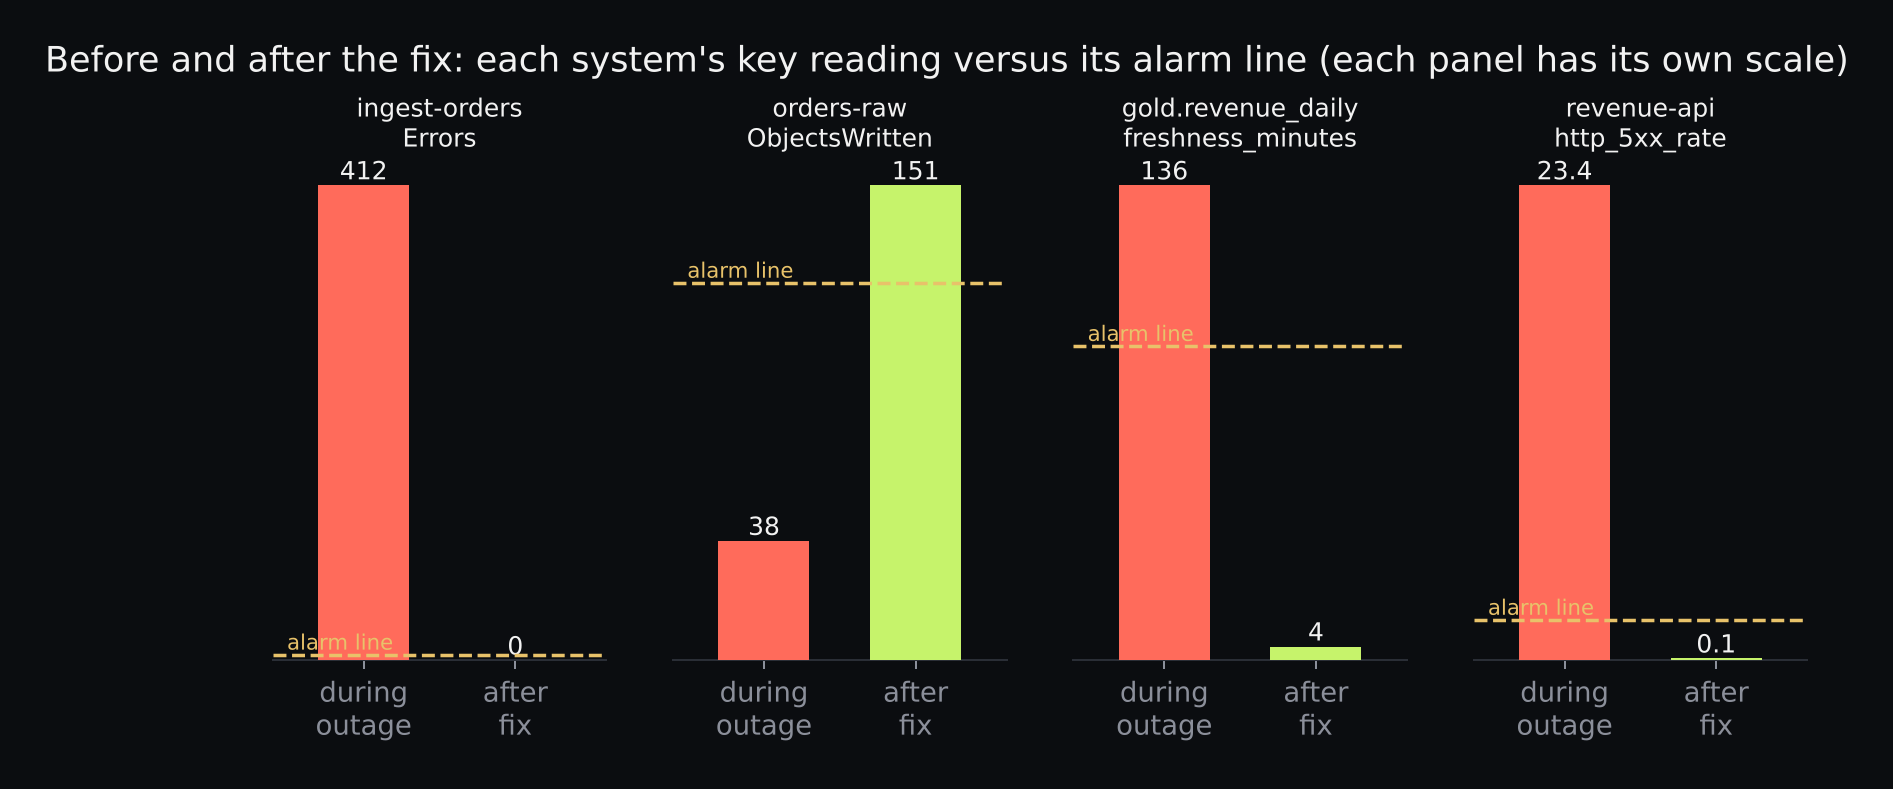 Before and after the fix: each system's key reading versus its alarm line (each panel has its own scale)
ingest-orders
Errors
412
alarm line
0
during
outage
after
fix
orders-raw
ObjectsWritten
151
alarm line
38
during
outage
after
fix
gold.revenue_daily
freshness_minutes
136
alarm line
4
during
outage
after
fix
revenue-api
http_5xx_rate
23.4
alarm line
0.1
during
outage
after
fix